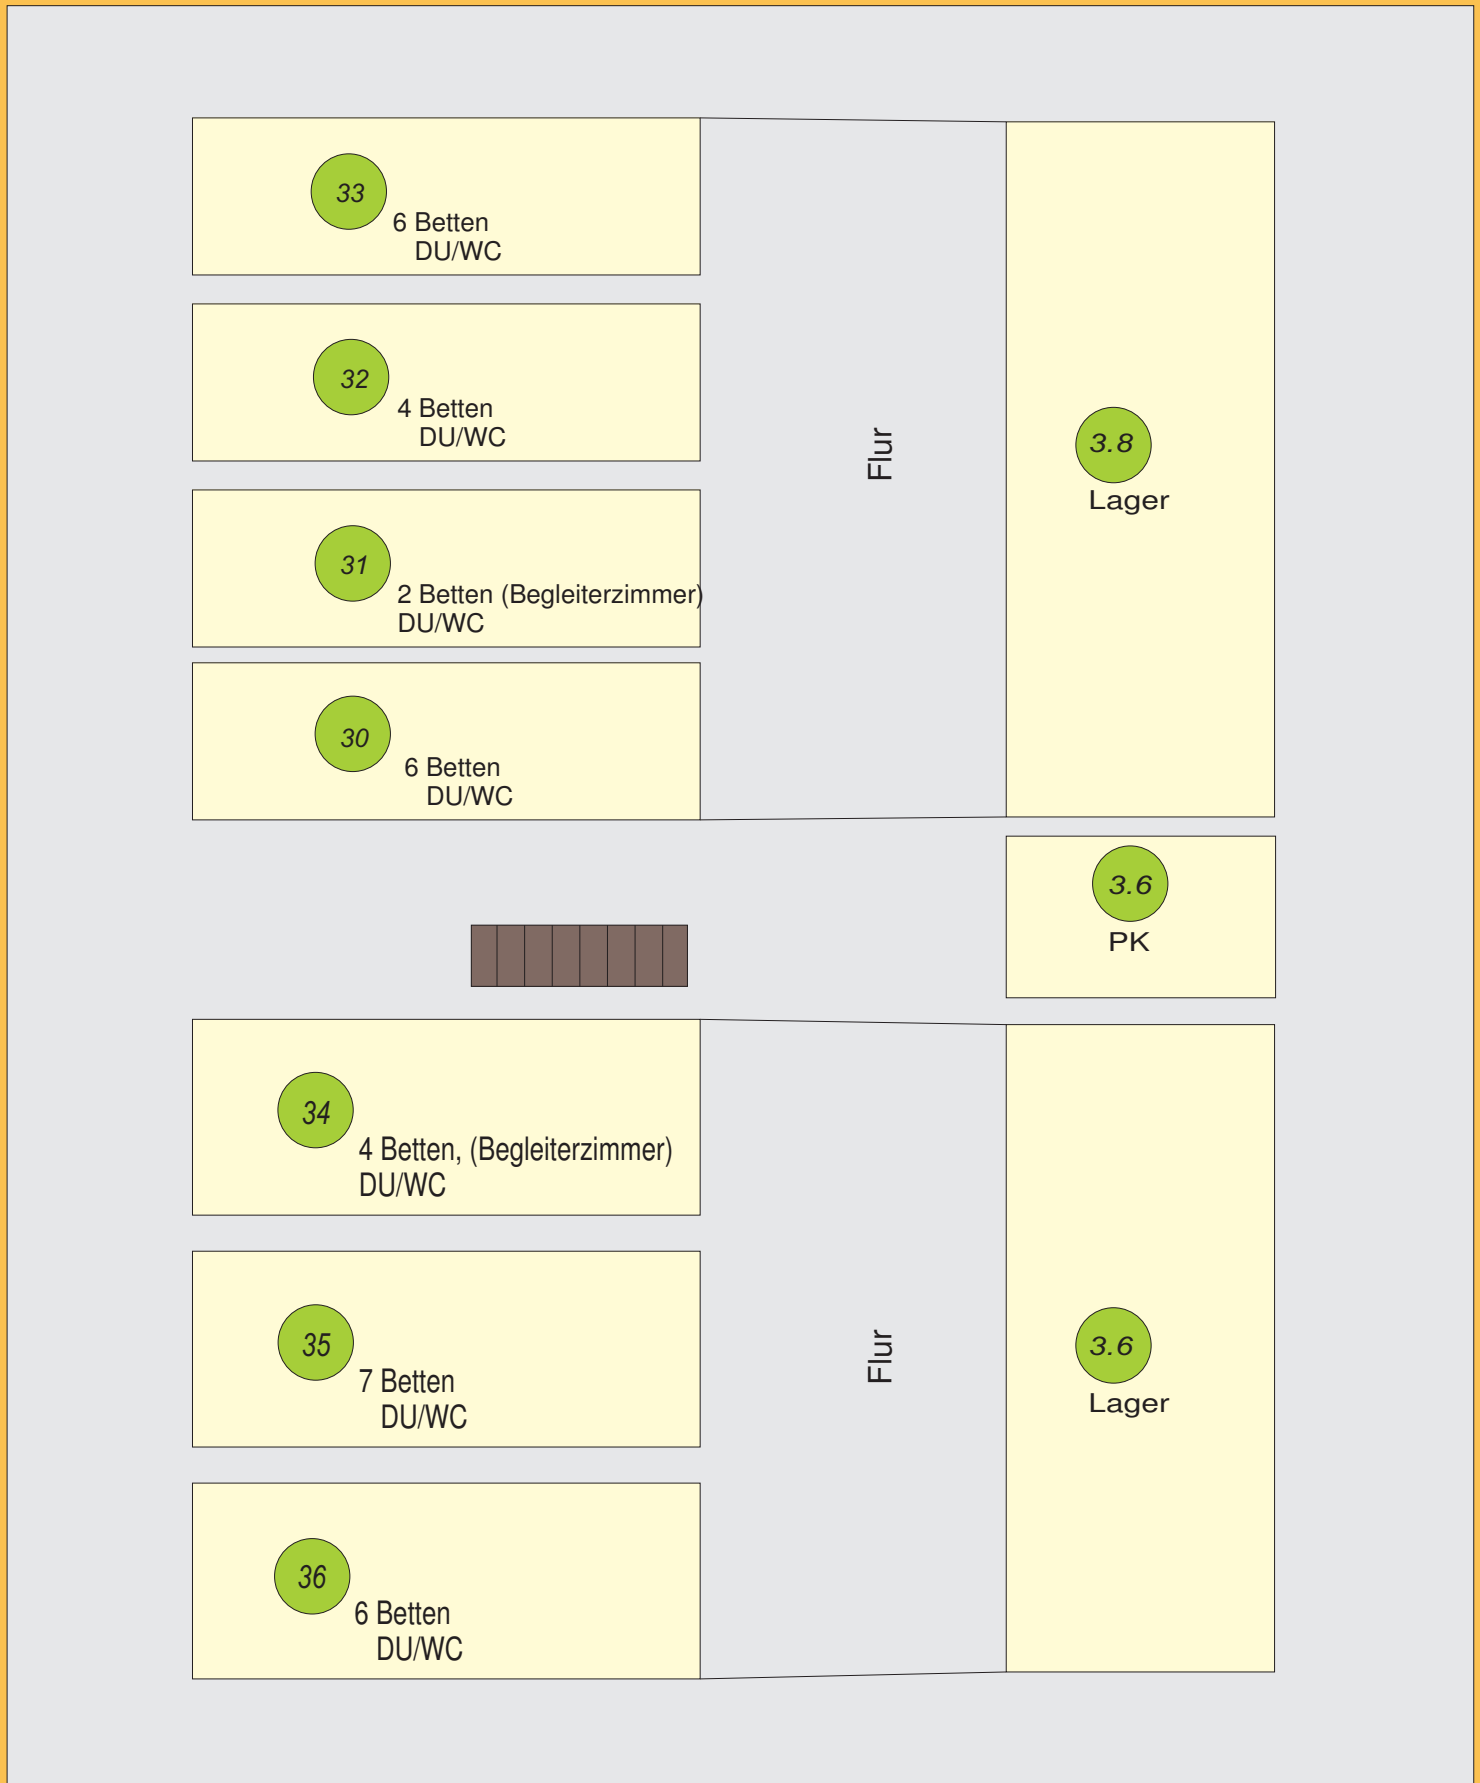 33
6 Betten
DU/WC
32
4 Betten
DU/WC
31
2 Betten (Begleiterzimmer)
DU/WC
30
6 Betten
DU/WC
Flur
3.8
Lager
3.6
PK
34
4 Betten, (Begleiterzimmer)
DU/WC
35
7 Betten
DU/WC
36
6 Betten
DU/WC
Flur
3.6
Lager